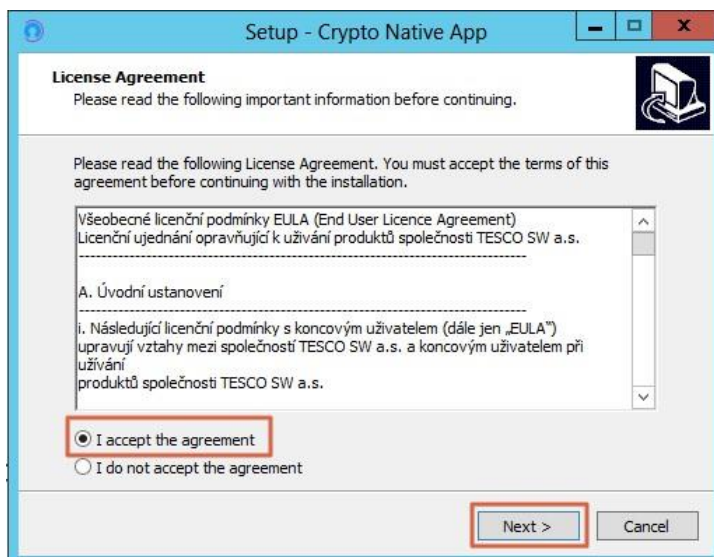 Setup - Crypto Native App
License Agreement
Please read the following important information before continuing.
Please read the following License Agreement. You must accept the terms of this
agreement before continuing with the installation.
Všeobecné licenční podmínky EULA (End User Licence Agreement)
Licenční ujednání opravňující k užívání produktů společnosti TESCO SW a.s.
--------------------------------------------------------------------------------
A. Úvodní ustanovení
--------------------------------------------------------------------------------
i. Následující licenční podmínky s koncovým uživatelem (dále jen „EULA“)
upravují vztahy mezi společností TESCO SW a.s. a koncovým uživatelem při
užívání
produktů společnosti TESCO SW a.s.
I accept the agreement
I do not accept the agreement
Next >
Cancel